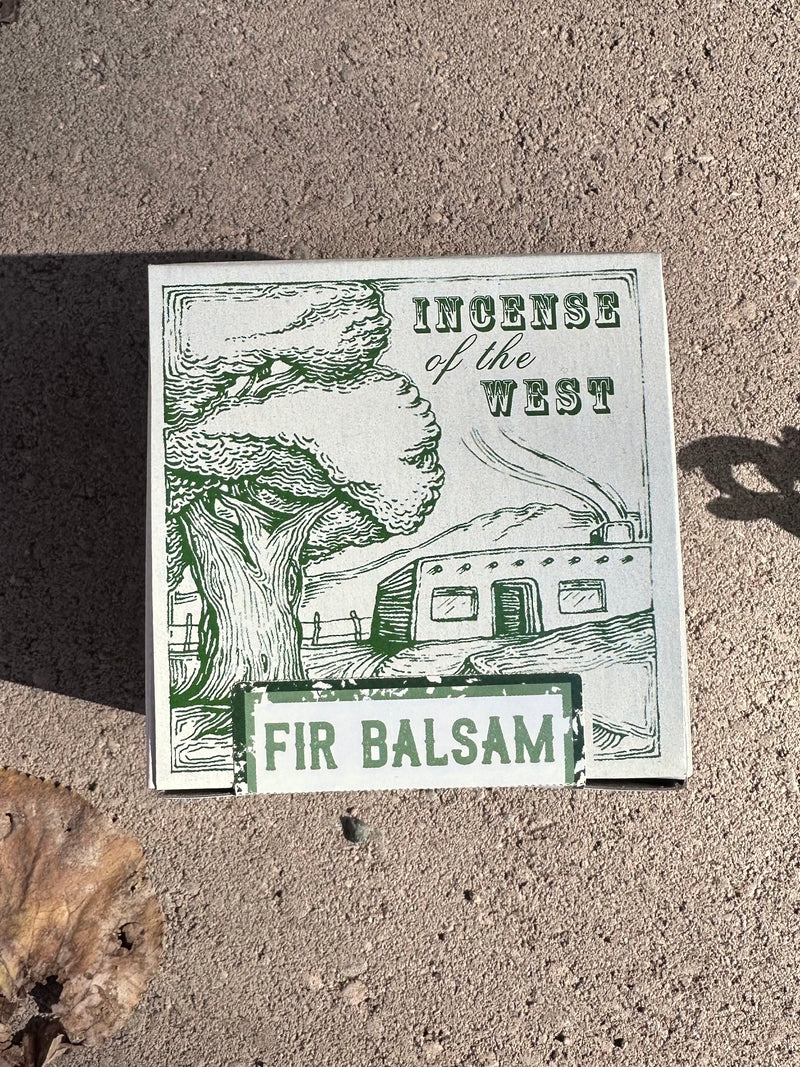 INCENSE
of the
WEST
FIR BALSAM